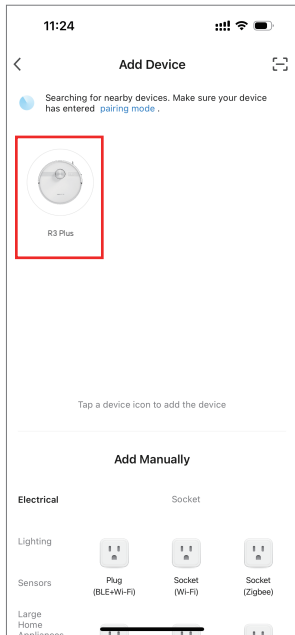 11:24
Add Device
Searching for nearby devices. Make sure your device
has entered pairing mode .
R3 Plus
Tap a device icon to add the device
Add Manually
Electrical
Socket
Lighting
Plug
(BLE+Wi-Fi)
Socket
(Wi-Fi)
Socket
(Zigbee)
Sensors
Large
Home